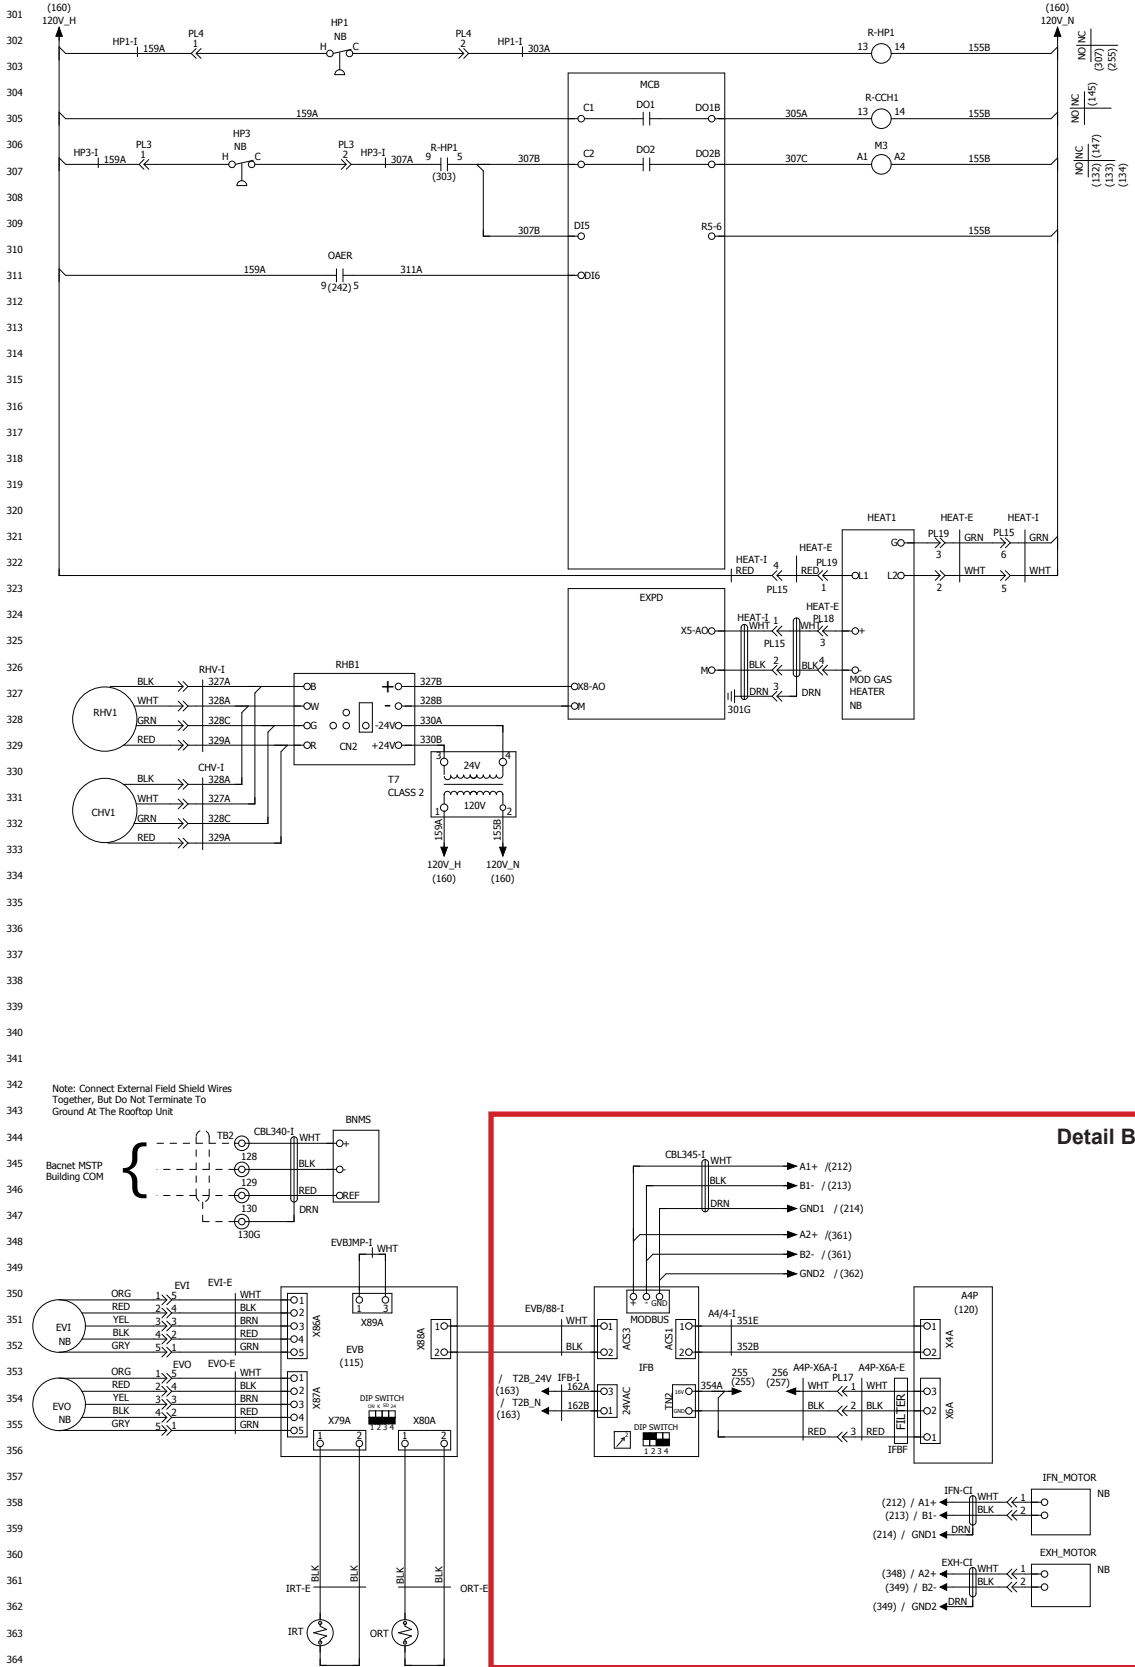 301 (160) (160)
120V_H HP1 120V_N
302 HP1-I 159A PL4 1 NB H C PL4 2 HP1-I 303A R-HP1 13 14 155B NO NC (307) (255)
303
304 MCB
305 159A C1 DO1 DO1B 305A R-CCH1 13 14 155B NO NC (145)
306 HP3 NB
307 HP3-I 159A PL3 1 H C PL3 2 HP3-I 307A R-HP1 9 5 (303) 307B C2 DO2 DO2B 307C M3 A1 A2 155B NO NC (132) (147) (133) (134)
308
309 307B DI5 R5-6 155B
310 OAER
311 159A 9 (242) 5 311A DI6
312
313
314
315
316
317
318
319
320 HEAT1 HEAT-E HEAT-I
321 G PL19 3 GRN PL15 6 GRN
322 HEAT-I RED 4 PL15 HEAT-E RED PL19 1 L1 L2 2 WHT 5 WHT
323 EXPD
324 HEAT-I WHT 1 PL15 HEAT-E WHT PL18 3 +
325 X5-AO
326 M BLK 2 BLK 4 -
RHV-I RHB1
327 BLK 327A B + 327B X8-AO 301G DRN 3 DRN MOD GAS
HEATER
NB
RHV1 WHT 328A W - 328B M
328 GRN 328C G -24V 330A
329 RED 329A R CN2 +24V 330B
330 CHV-I 3 24V 4
BLK 328A T7
CLASS 2
331 CHV1 WHT 327A 120V
332 GRN 328C 1 2
333 RED 329A 159A 155B
120V_H 120V_N
334 (160) (160)
335
336
337
338
339
340
341
342 Note: Connect External Field Shield Wires
Together, But Do Not Terminate To
343 Ground At The Rooftop Unit
BNMS
344 TB2 CBL340-I WHT + Detail B
128
345 Bacnet MSTP
Building COM BLK - CBL345-I WHT A1+ /(212)
129
346 RED REF BLK B1- /(213)
130
347 DRN DRN GND1 /(214)
130G
348 EVBJMP-I WHT A2+ /(361)
349 B2- /(361)
GND2 /(362)
350 EVI EVI-E A4P
(120)
ORG 1 5 WHT 1 1 3 X89A + - GND MODBUS
351 EVI NB RED 2 4 BLK 2 X86A EVB/88-I A4/4-I
YEL 3 3 BRN 3 X88A 1 WHT 1 ACS3 ACS1 1 351E 1 X4A
352 BLK 4 2 RED 4 EVB
(115) 2 BLK 2 IFB 2 352B 2
GRY 5 1 GRN 5
353 EVO EVO-E / T2B_24V IFB-I 255 (255) 256 (257) A4P-X6A-I A4P-X6A-E
ORG 1 5 WHT 1 (163) 162A 3 24VAC TN2 16V 354A WHT PL17 1 WHT FILTER 3 X6A
354 EVO NB RED 2 4 BLK 2 X87A DIP SWITCH / T2B_N
YEL 3 3 BRN 3 ON K SD 24 (163) 162B 1 GND BLK 2 BLK 2
355 BLK 4 2 RED 4 1 2 3 4
GRY 5 1 GRN 5 X79A X80A DIP SWITCH RED 3 RED 1
356 1 2 1 2 1 2 3 4 IFBF
357 IFN_MOTOR
358 IFN-CI NB
(212) / A1+ WHT 1
(213) / B1- BLK 2
359 (214) / GND1 DRN
360 EXH_MOTOR
BLK BLK BLK BLK EXH-CI NB
361 IRT-E ORT-E (348) / A2+ WHT 1
(349) / B2- BLK 2
362 (349) / GND2 DRN
363 IRT ORT
364